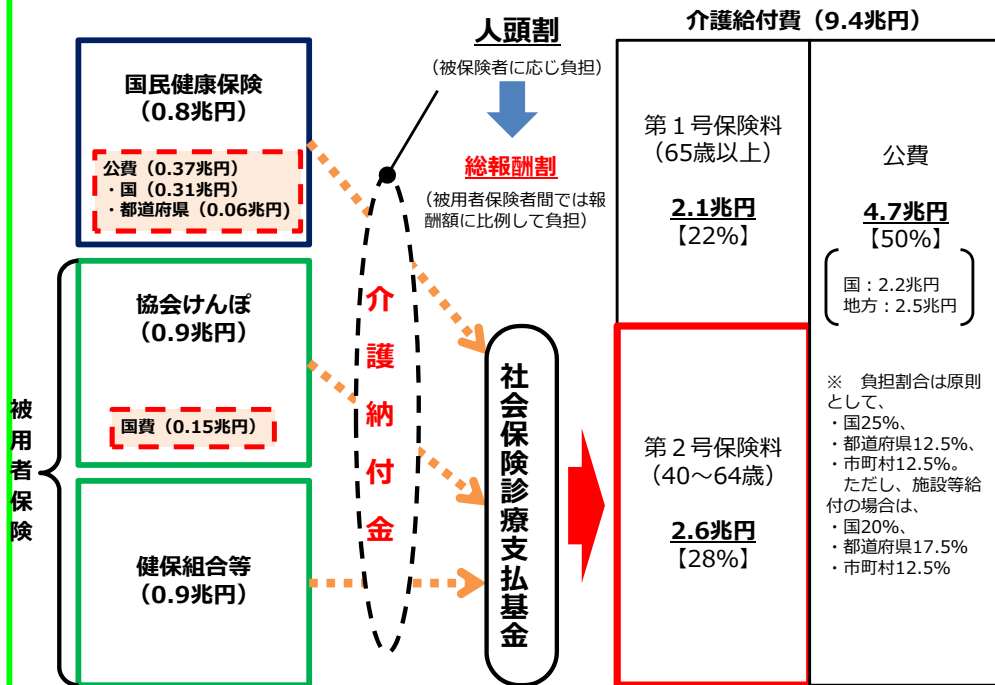 国民健康保険
（0.8兆円）
公費（0.37兆円）
・国（0.31兆円）
・都道府県（0.06兆円)
被用者保険
協会けんぽ
（0.9兆円）
国費（0.15兆円）
健保組合等
（0.9兆円）
人頭割
（被保険者に応じ負担）
総報酬割
（被用者保険者間では報
酬額に比例して負担）
介護納付金
社会保険診療支払基金
介護給付費（9.4兆円）
第１号保険料
（65歳以上）
2.1兆円
【22%】
第２号保険料
（40～64歳）
2.6兆円
【28%】
公費
4.7兆円
【50%】
国：2.2兆円
地方：2.5兆円
※　負担割合は原則
として、
・国25%、
・都道府県12.5%、
・市町村12.5%。
　ただし、施設等給
付の場合は、
・国20%、
・都道府県17.5%
・市町村12.5%